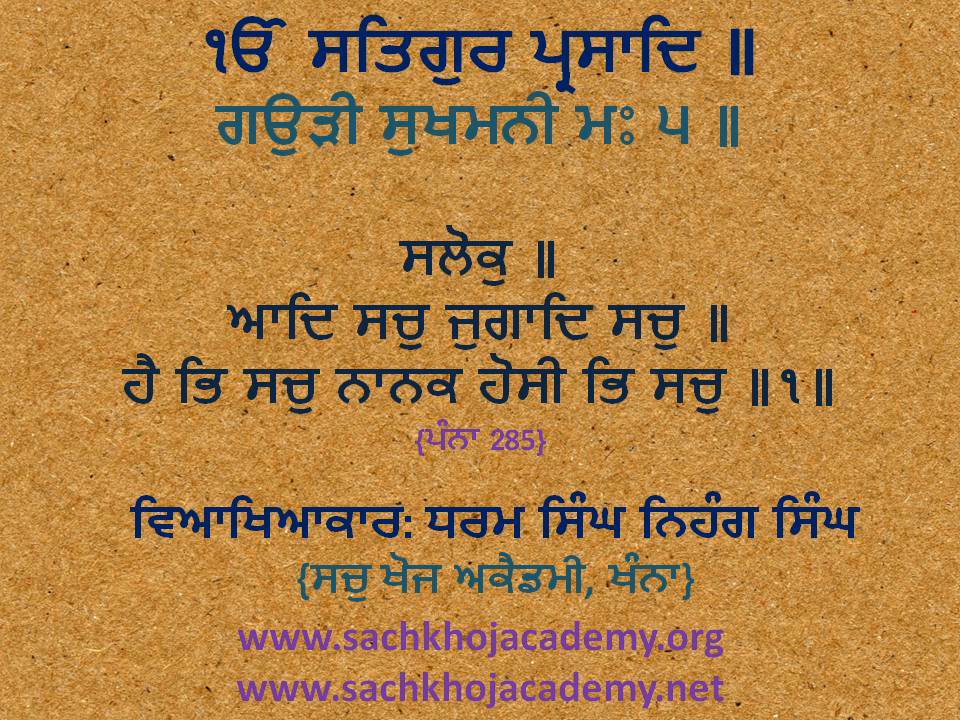 ੴ ਸਤਿਗੁਰ ਪ੍ਰਸਾਦਿ ॥
ਗਉੜੀ ਸੁਖਮਨੀ ਮਃ ੫ ॥
ਸਲੋਕੁ ॥
ਆਦਿ ਸਚੁ ਜੁਗਾਦਿ ਸਚੁ ॥
ਹੈ ਭਿ ਸਚੁ ਨਾਨਕ ਹੋਸੀ ਭਿ ਸਚੁ ॥੧॥
{ਪੰਨਾ 285}
ਵਿਆਖਿਆਕਾਰ: ਧਰਮ ਸਿੰਘ ਨਿਹੰਗ ਸਿੰਘ
{ਸਚੁ ਖੋਜ ਅਕੈਡਮੀ, ਖੰਨਾ}
www.sachkhojacademy.org
www.sachkhojacademy.net